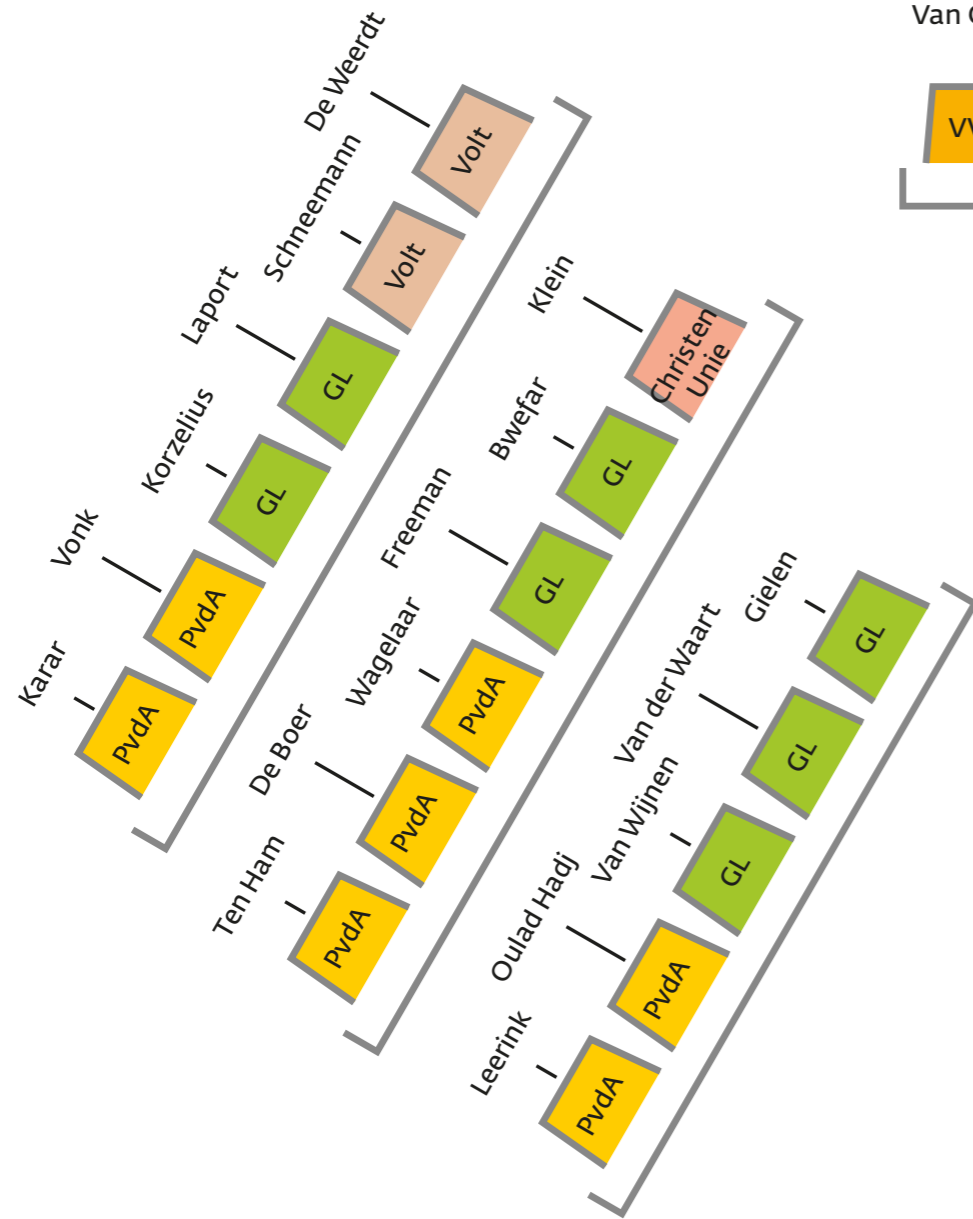 Van
VV
De Weerdt
Volt
Schneemann
Volt
Laport
GL
Korzelius
GL
Vonk
PvdA
Karar
PvdA
Klein
Christen
Unie
Bwefar
GL
Freeman
GL
Wagelaar
PvdA
De Boer
PvdA
Ten Ham
PvdA
Gielen
GL
Van der Waart
GL
Van Wijnen
GL
Oulad Hadj
PvdA
Leerink
PvdA